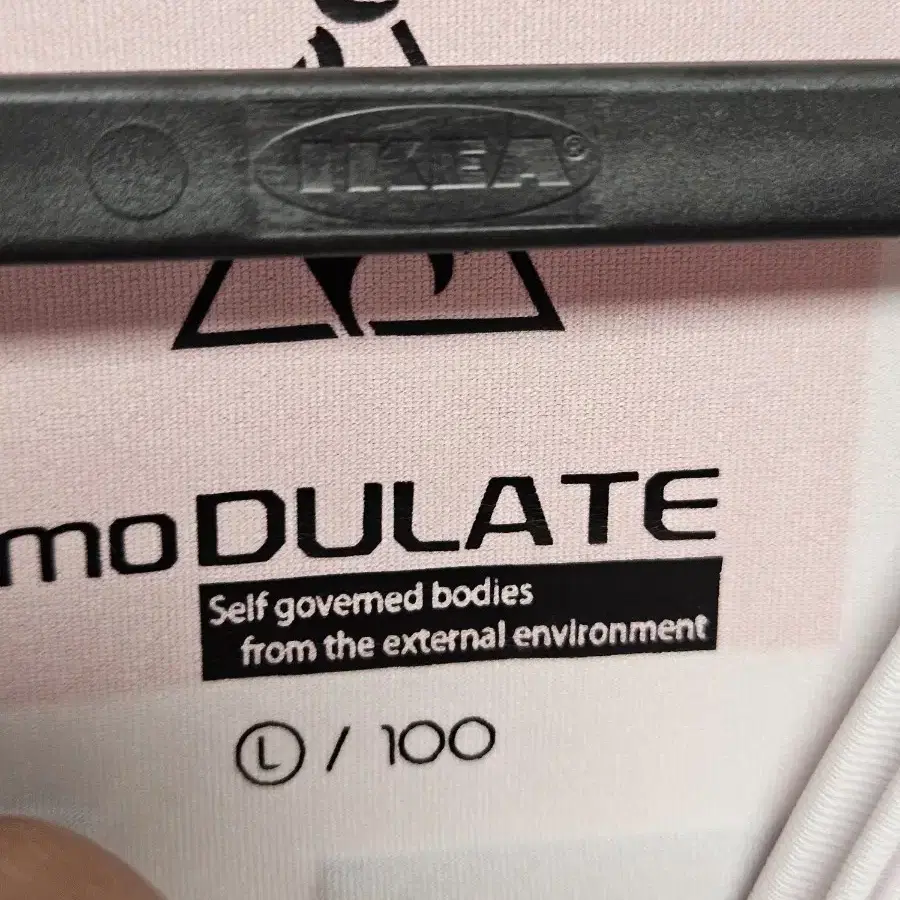 IKEA®
moDULATE
Self governed bodies
from the external environment
L / 100